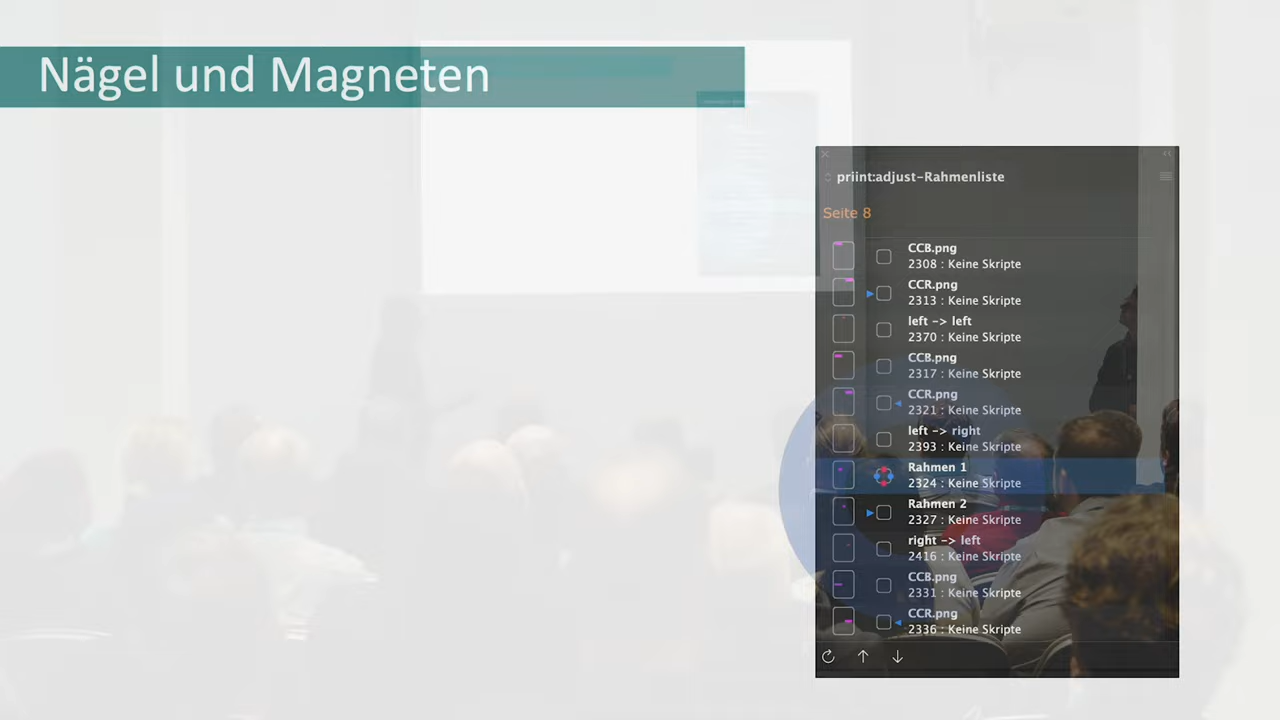 Nägel und Magneten
priint:adjust-Rahmenliste
Seite 8
CCB.png
2308 : Keine Skripte
CCR.png
2313 : Keine Skripte
left -> left
2370 : Keine Skripte
CCB.png
2317 : Keine Skripte
CCR.png
2321 : Keine Skripte
left -> right
2393 : Keine Skripte
Rahmen 1
2324 : Keine Skripte
Rahmen 2
2327 : Keine Skripte
right -> left
2416 : Keine Skripte
CCB.png
2331 : Keine Skripte
CCR.png
2336 : Keine Skripte